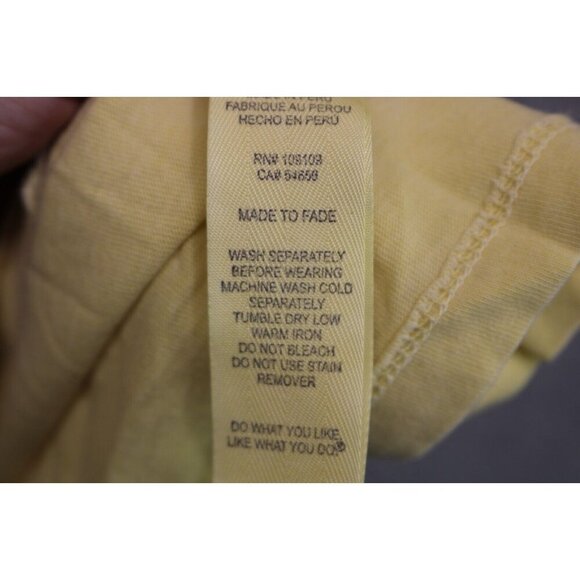 FABRIQUE AU PEROU
HECHO EN PERU
RN# 109109
CA# 54659
MADE TO FADE
WASH SEPARATELY
BEFORE WEARING
MACHINE WASH COLD
SEPARATELY
TUMBLE DRY LOW
WARM IRON
DO NOT BLEACH
DO NOT USE STAIN
REMOVER
DO WHAT YOU LIKE,
LIKE WHAT YOU DO.®